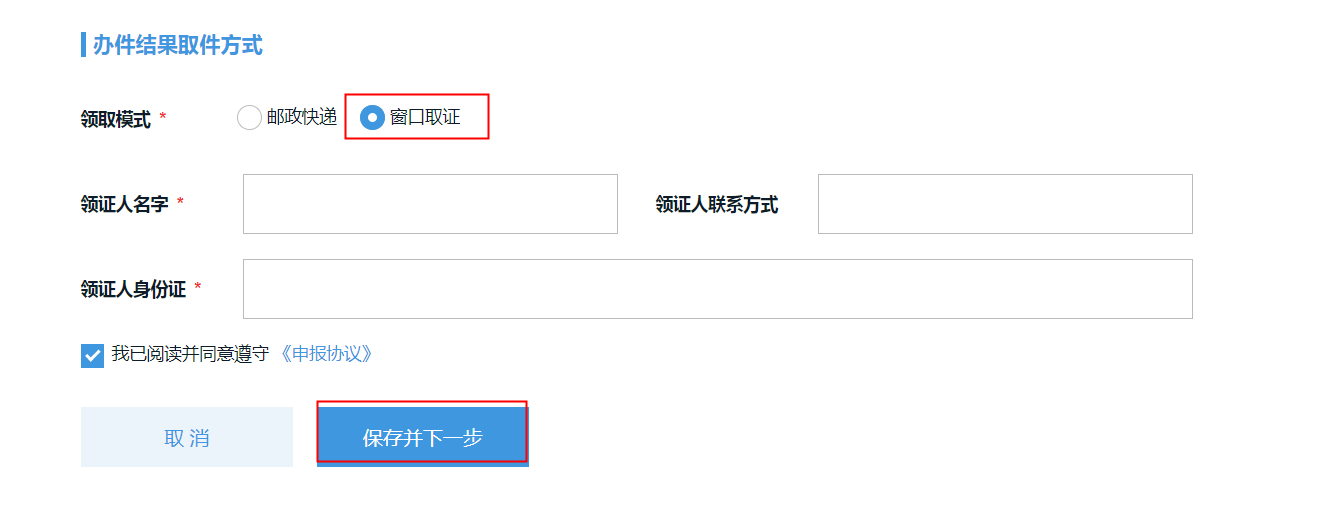 办件结果取件方式
领取模式 * 邮政快递 窗口取证
领证人名字 * 领证人联系方式
领证人身份证 *
我已阅读并同意遵守《申报协议》
取 消 保存并下一步